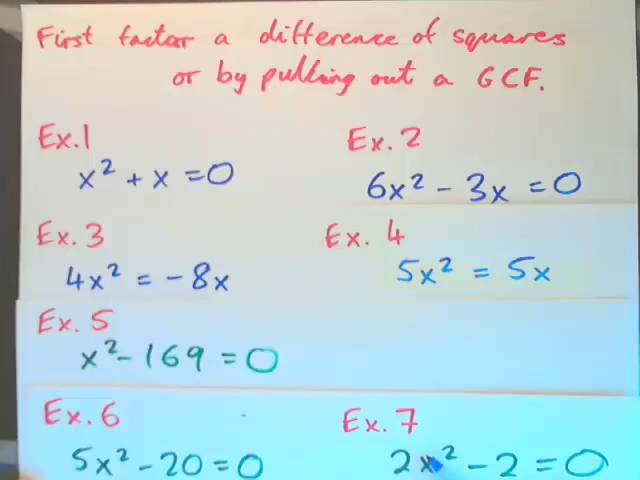 First factor a difference of squares
or by pulling out a GCF.
Ex.1
x² + x = 0
Ex. 2
6x² - 3x = 0
Ex. 3
4x² = -8x
Ex. 4
5x² = 5x
Ex. 5
x² - 169 = 0
Ex. 6
5x² - 20 = 0
Ex. 7
2x² - 2 = 0